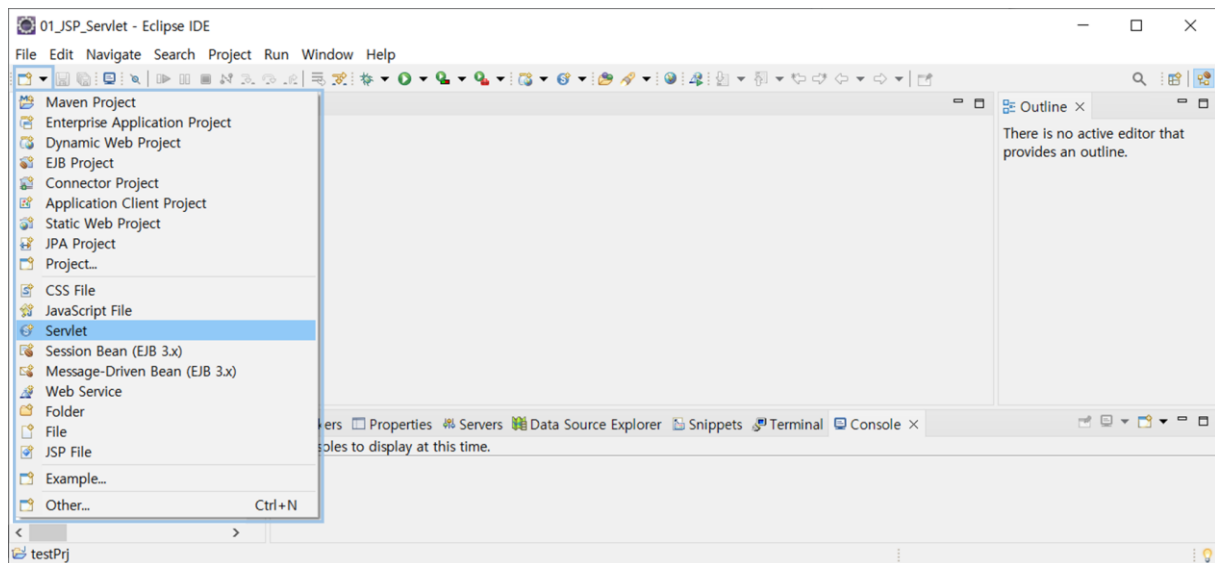 01_JSP_Servlet - Eclipse IDE
File Edit Navigate Search Project Run Window Help
Maven Project
Enterprise Application Project
Dynamic Web Project
EJB Project
Connector Project
Application Client Project
Static Web Project
JPA Project
Project...
CSS File
JavaScript File
Servlet
Session Bean (EJB 3.x)
Message-Driven Bean (EJB 3.x)
Web Service
Folder
File
JSP File
Example...
Other... Ctrl+N
Outline
There is no active editor that
provides an outline.
ers Properties Servers Data Source Explorer Snippets Terminal Console
soles to display at this time.
testPrj